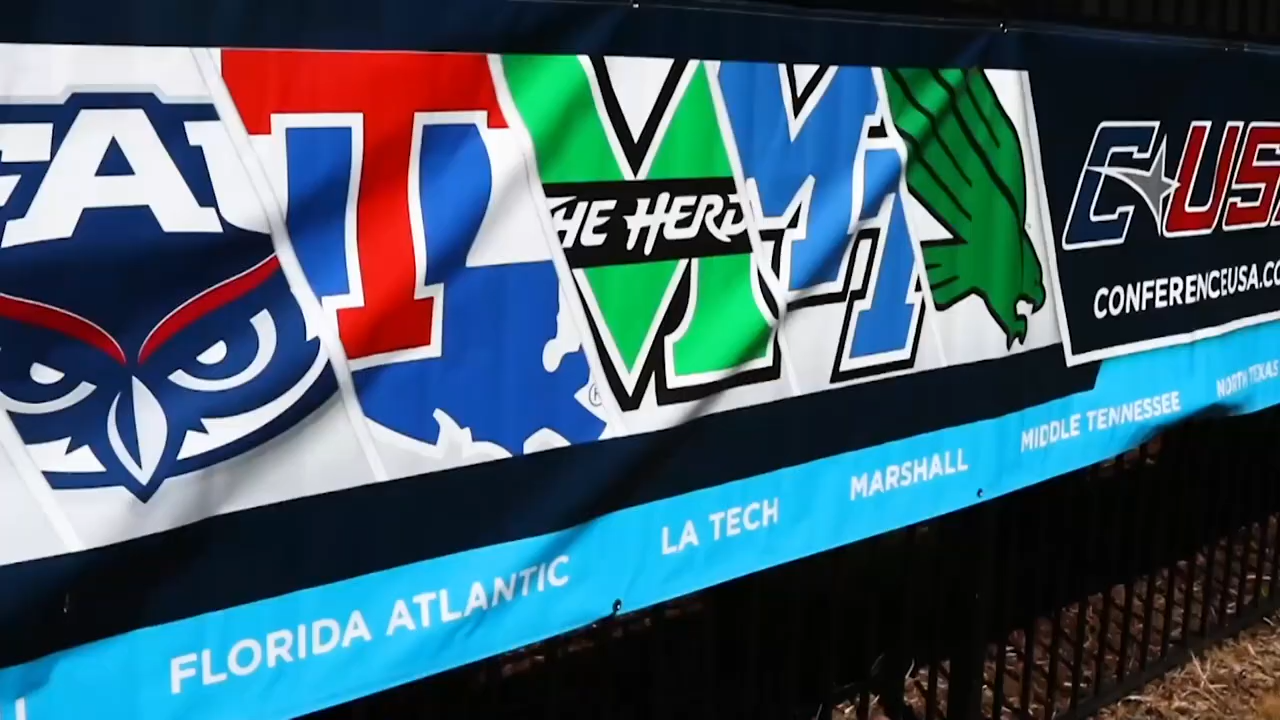 FAU
THE HERD
C USA
CONFERENCEUSA.CO
FLORIDA ATLANTIC
LA TECH
MARSHALL
MIDDLE TENNESSEE
NORTH TEXAS